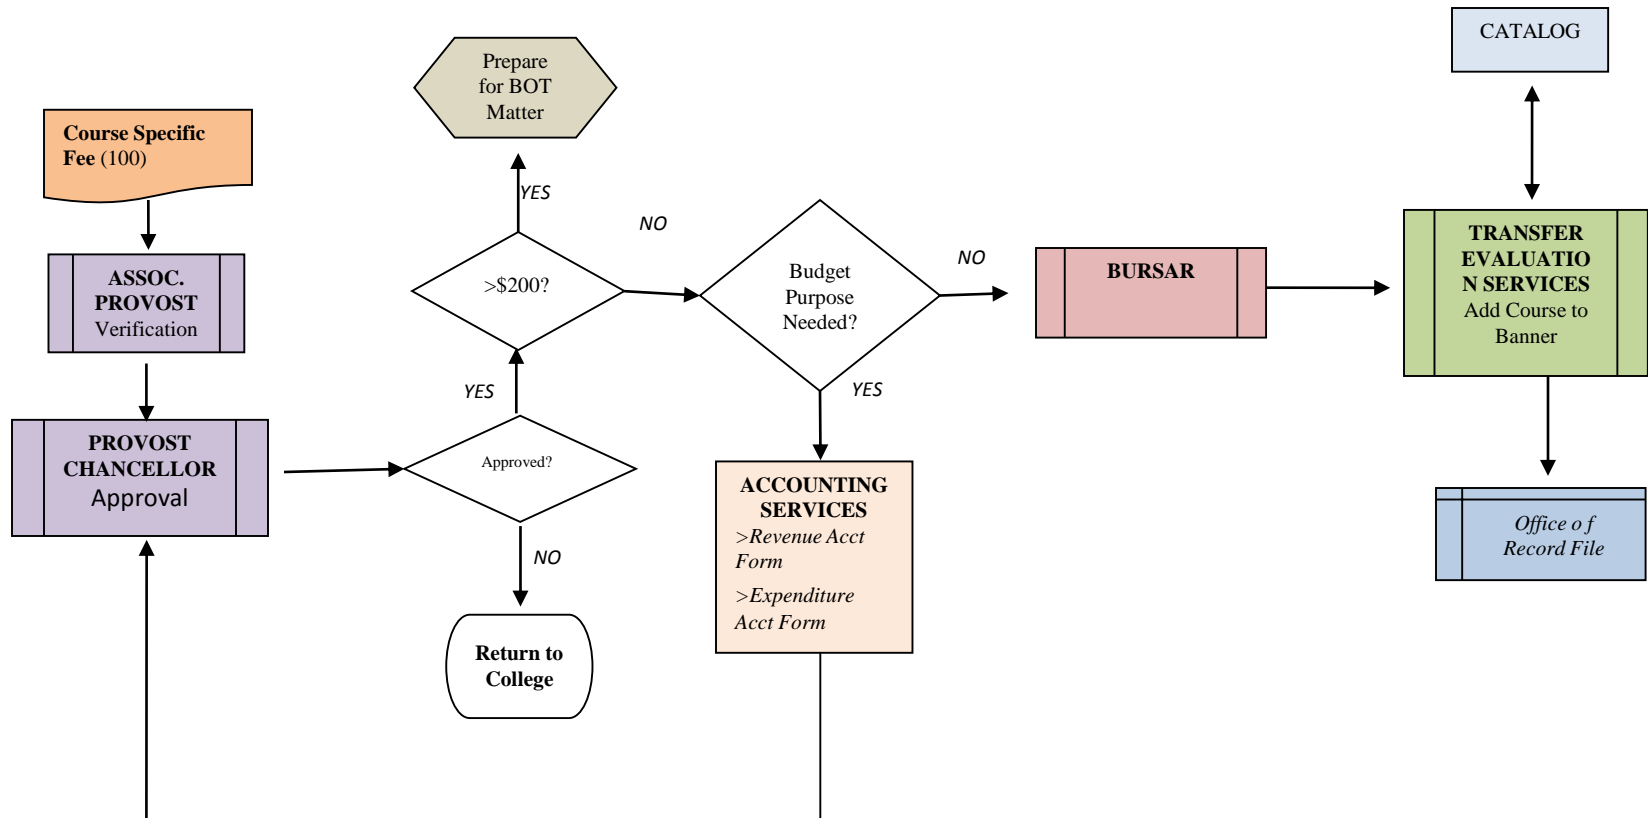 CATALOG
Prepare
for BOT
Matter
Course Specific
Fee (100)
YES
NO
ASSOC.
PROVOST
Verification
>$200?
Budget
Purpose
Needed?
NO
BURSAR
TRANSFER
EVALUATIO
N SERVICES
Add Course to
Banner
YES
YES
PROVOST
CHANCELLOR
Approval
Approved?
ACCOUNTING
SERVICES
>Revenue Acct
Form
>Expenditure
Acct Form
Office o f
Record File
NO
Return to
College